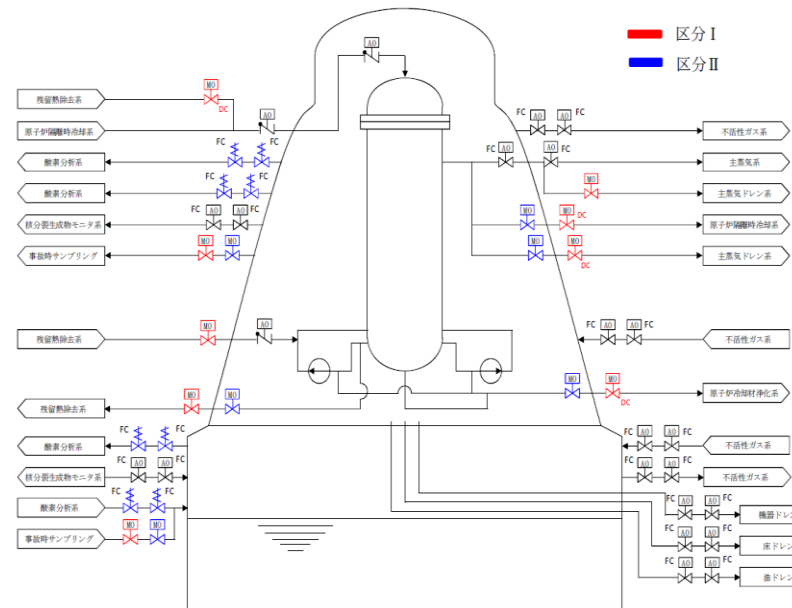 区分Ⅰ
区分Ⅱ
AO
MO
DC
残留熱除去系
原子炉隔離時冷却系
AO
FC FC
酸素分析系
FC FC
酸素分析系
FC AO AO FC
核分裂生成物モニタ系
MO MO
事故時サンプリング
FC AO AO FC
不活性ガス系
FC AO AO FC
主蒸気系
MO
主蒸気ドレン系
MO MO DC
原子炉隔離時冷却系
MO MO DC
主蒸気ドレン系
MO AO
残留熱除去系
AO AO FC
FC
不活性ガス系
MO MO
残留熱除去系
MO MO
DC
原子炉冷却材浄化系
FC FC
酸素分析系
FC AO AO FC
核分裂生成物モニタ系
FC FC
酸素分析系
MO MO
事故時サンプリング
FC AO AO FC
不活性ガス系
FC AO AO FC
不活性ガス系
FC AO AO FC
機器ドレン
FC AO AO FC
床ドレン
FC AO AO FC
油ドレン